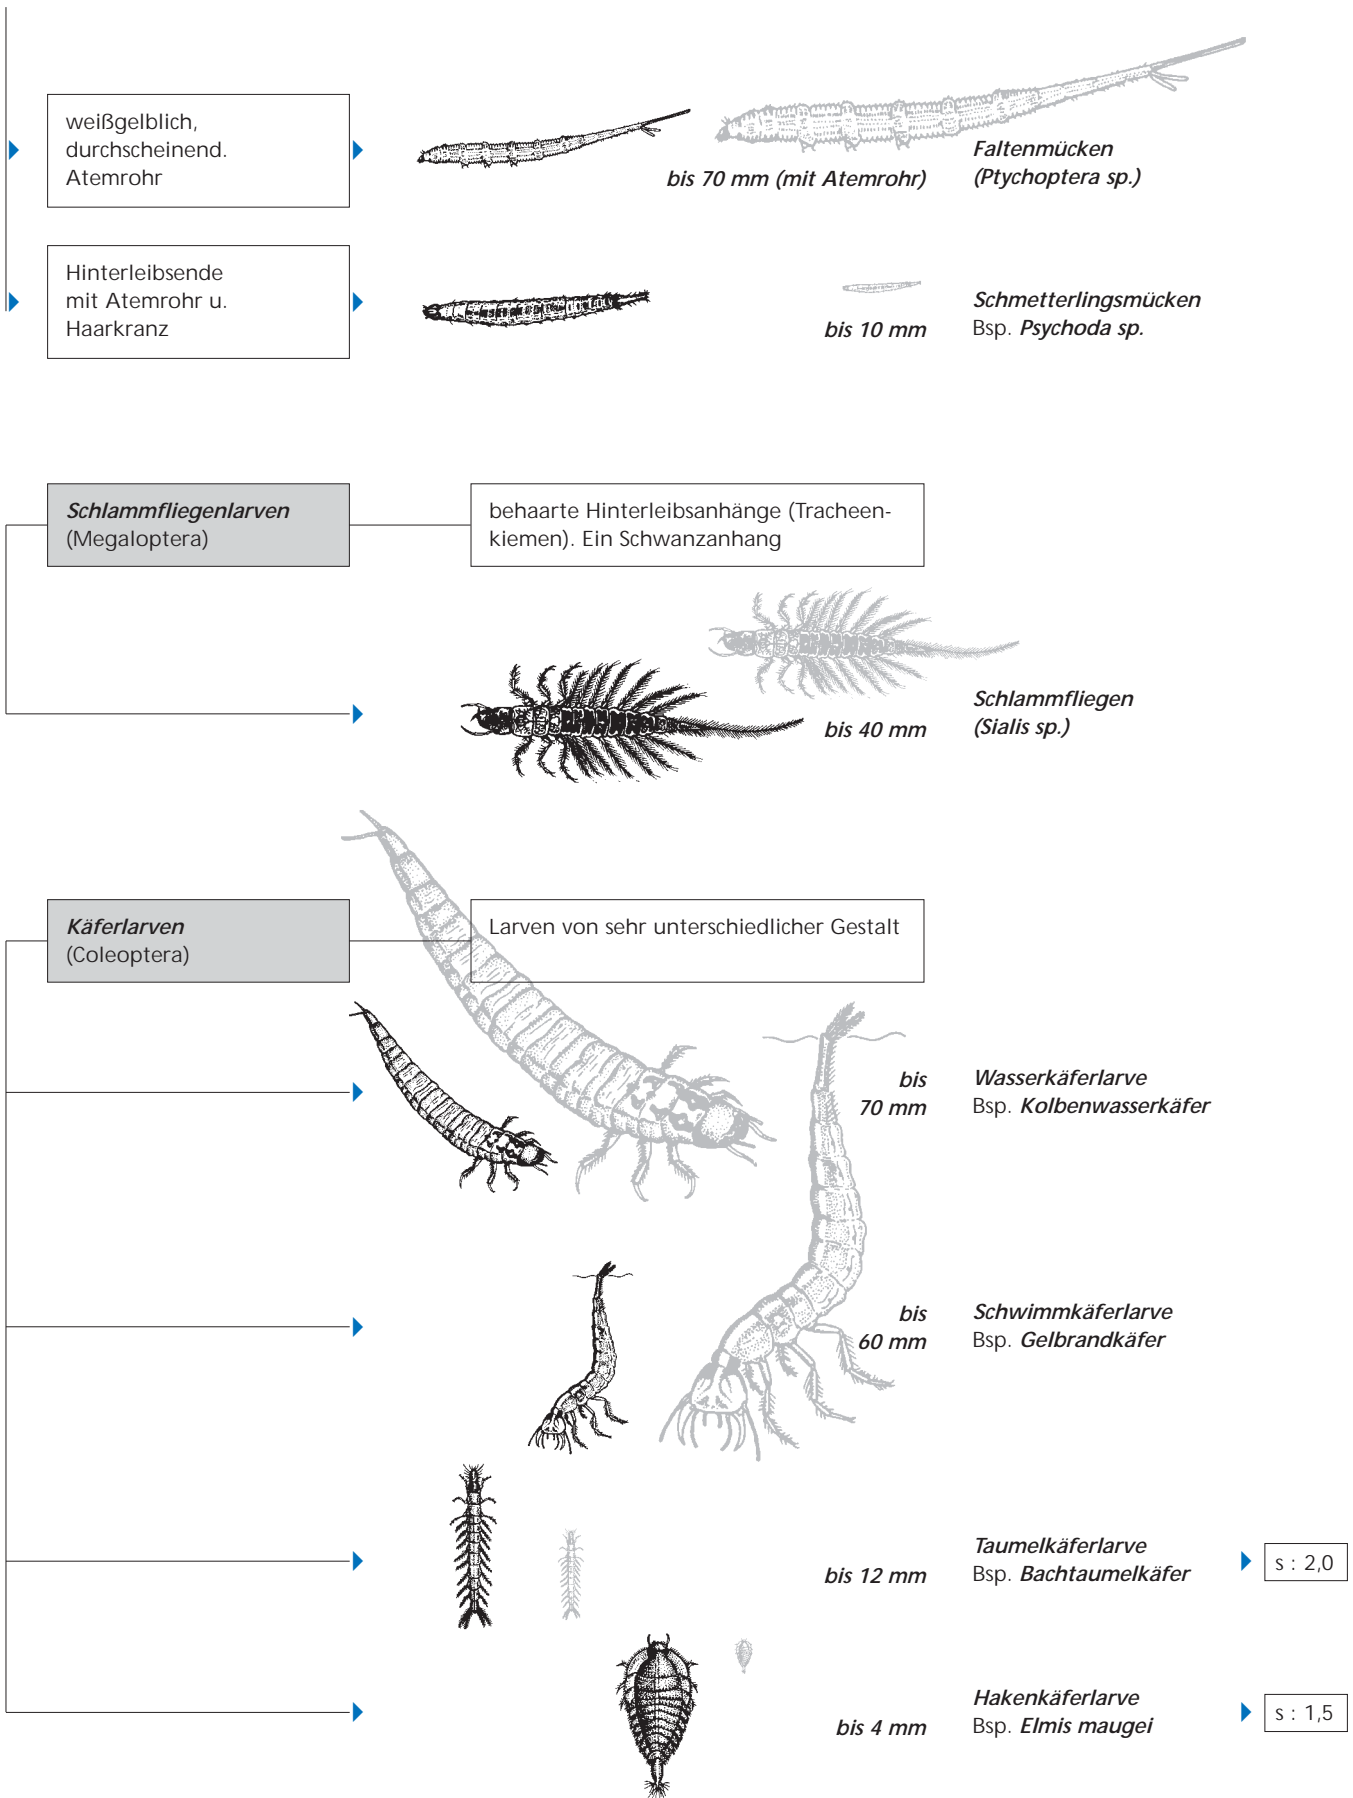 weißgelblich,
durchscheinend.
Atemrohr
bis 70 mm (mit Atemrohr)
Faltenmücken
(Ptychoptera sp.)
Hinterleibsende
mit Atemrohr u.
Haarkranz
bis 10 mm
Schmetterlingsmücken
Bsp. Psychoda sp.
Schlammfliegenlarven
(Megaloptera)
behaarte Hinterleibsanhänge (Tracheen-
kiemen). Ein Schwanzanhang
bis 40 mm
Schlammfliegen
(Sialis sp.)
Käferlarven
(Coleoptera)
Larven von sehr unterschiedlicher Gestalt
bis
70 mm
Wasserkäferlarve
Bsp. Kolbenwasserkäfer
bis
60 mm
Schwimmkäferlarve
Bsp. Gelbrandkäfer
bis 12 mm
Taumelkäferlarve
Bsp. Bachtaumelkäfer
s : 2,0
bis 4 mm
Hakenkäferlarve
Bsp. Elmis maugei
s : 1,5